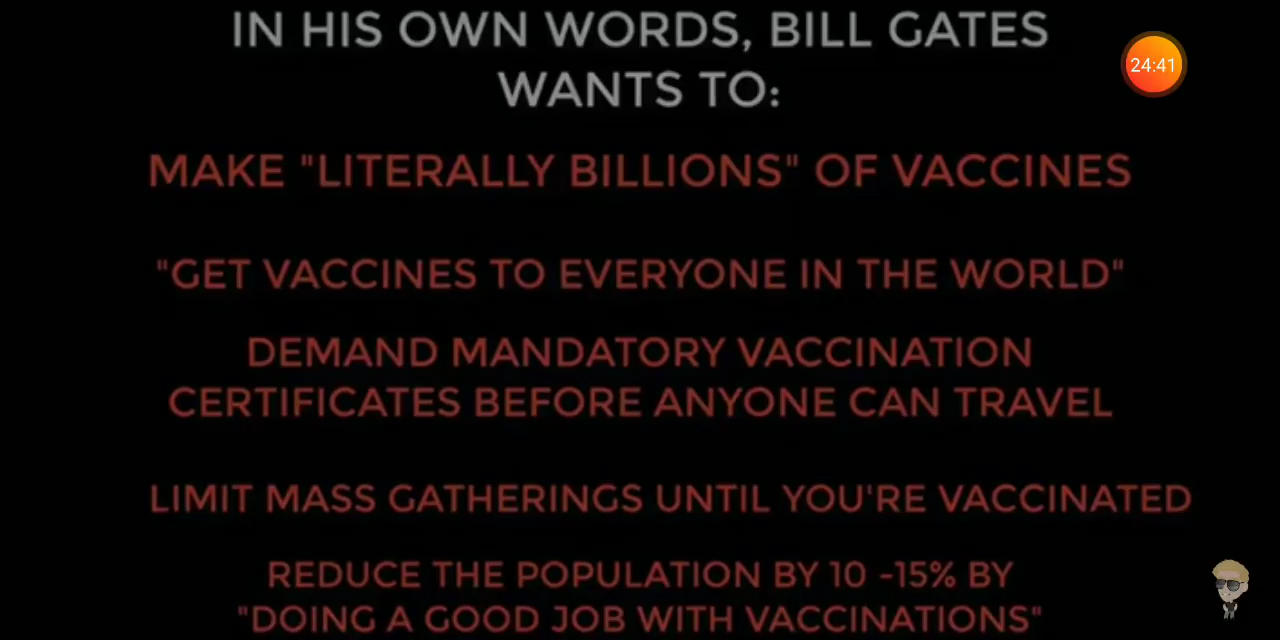 IN HIS OWN WORDS, BILL GATES
WANTS TO:
24:41
MAKE "LITERALLY BILLIONS" OF VACCINES
"GET VACCINES TO EVERYONE IN THE WORLD"
DEMAND MANDATORY VACCINATION
CERTIFICATES BEFORE ANYONE CAN TRAVEL
LIMIT MASS GATHERINGS UNTIL YOU'RE VACCINATED
REDUCE THE POPULATION BY 10 -15% BY
"DOING A GOOD JOB WITH VACCINATIONS"